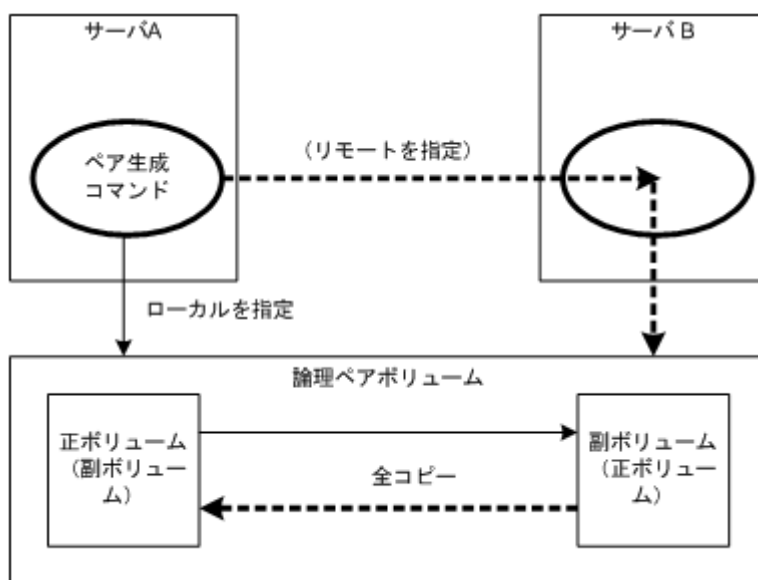 サーバA
サーバB
ペア生成
コマンド
（リモートを指定）
ローカルを指定
論理ペアボリューム
正ボリューム
（副ボリュー
ム）
全コピー
副ボリューム
（正ボリュー
ム）